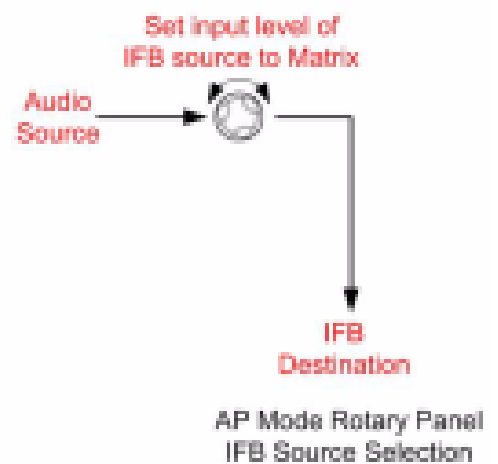 Set input level of
IFB source to Matrix
Audio
Source
IFB
Destination
AP Mode Rotary Panel
IFB Source Selection